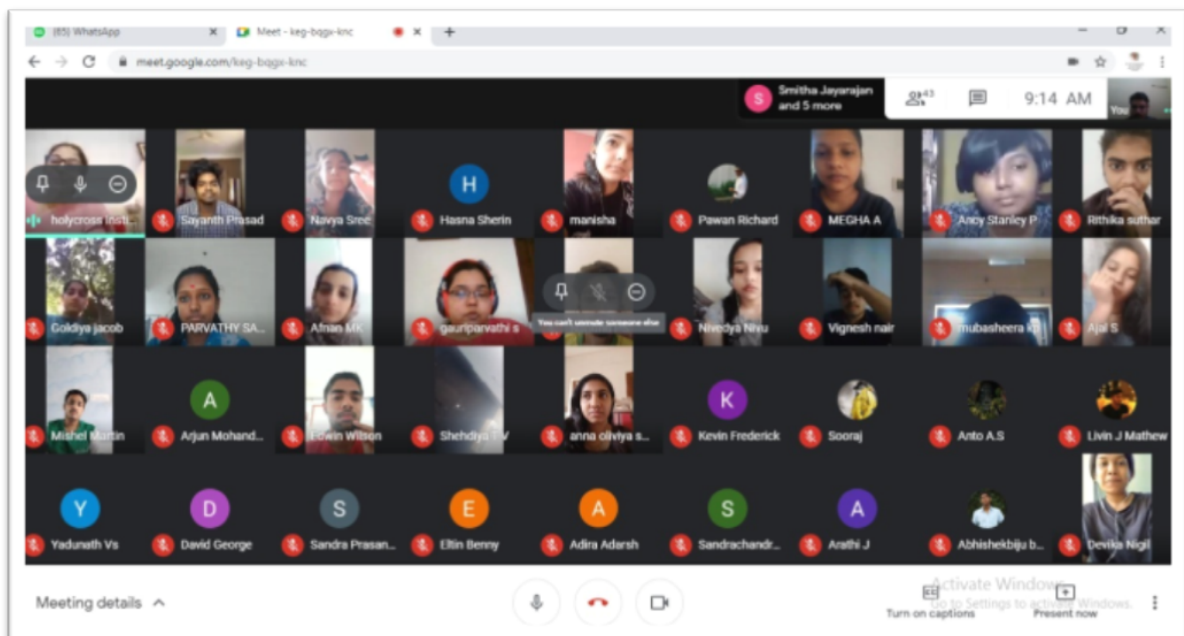 (65) WhatsApp
Meet - keg-bqgx-knc
meet.google.com/keg-bqgx-knc
S
Smitha Jayarajan
and 5 more
43
9:14 AM
You
holycross Insti...
Sayanth Prasad
Navya Sree
H
Hasna Sherin
manisha
Pawan Richard
MEGHA A
Ancy Stanley P
Rithika suthar
Goldiya jacob
PARVATHY SA...
Afnan MK
gauriparvathi s
You can't unmute someone else
Nivedya Nivu
Vignesh nair
mubasheera kp
Ajal S
Mishel Martin
A
Arjun Mohand...
Edwin Wilson
Shehdiya T V
anna oliviya s...
K
Kevin Frederick
Sooraj
Anto A.S
Livin J Mathew
Y
Yadunath Vs
D
David George
S
Sandra Prasan...
E
Eltin Benny
A
Adira Adarsh
S
Sandrachandr...
A
Arathi J
Abhishekbiju b...
Devika Nigil
Meeting details
Turn on captions
Present now
Activate Windows
Go to Settings to activate Windows.